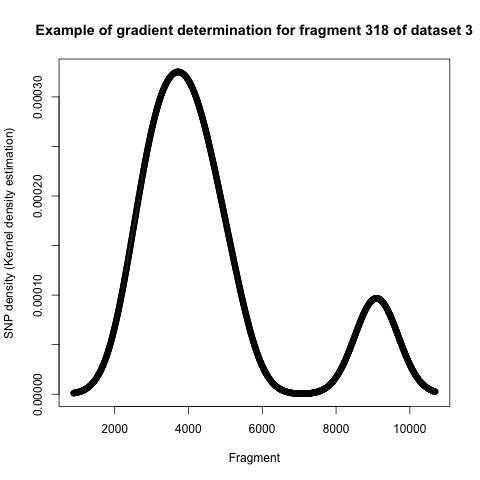 Example of gradient determination for fragment 318 of dataset 3
SNP density (Kernel density estimation)
0.00030
0.00020
0.00010
0.00000
2000 4000 6000 8000 10000
Fragment